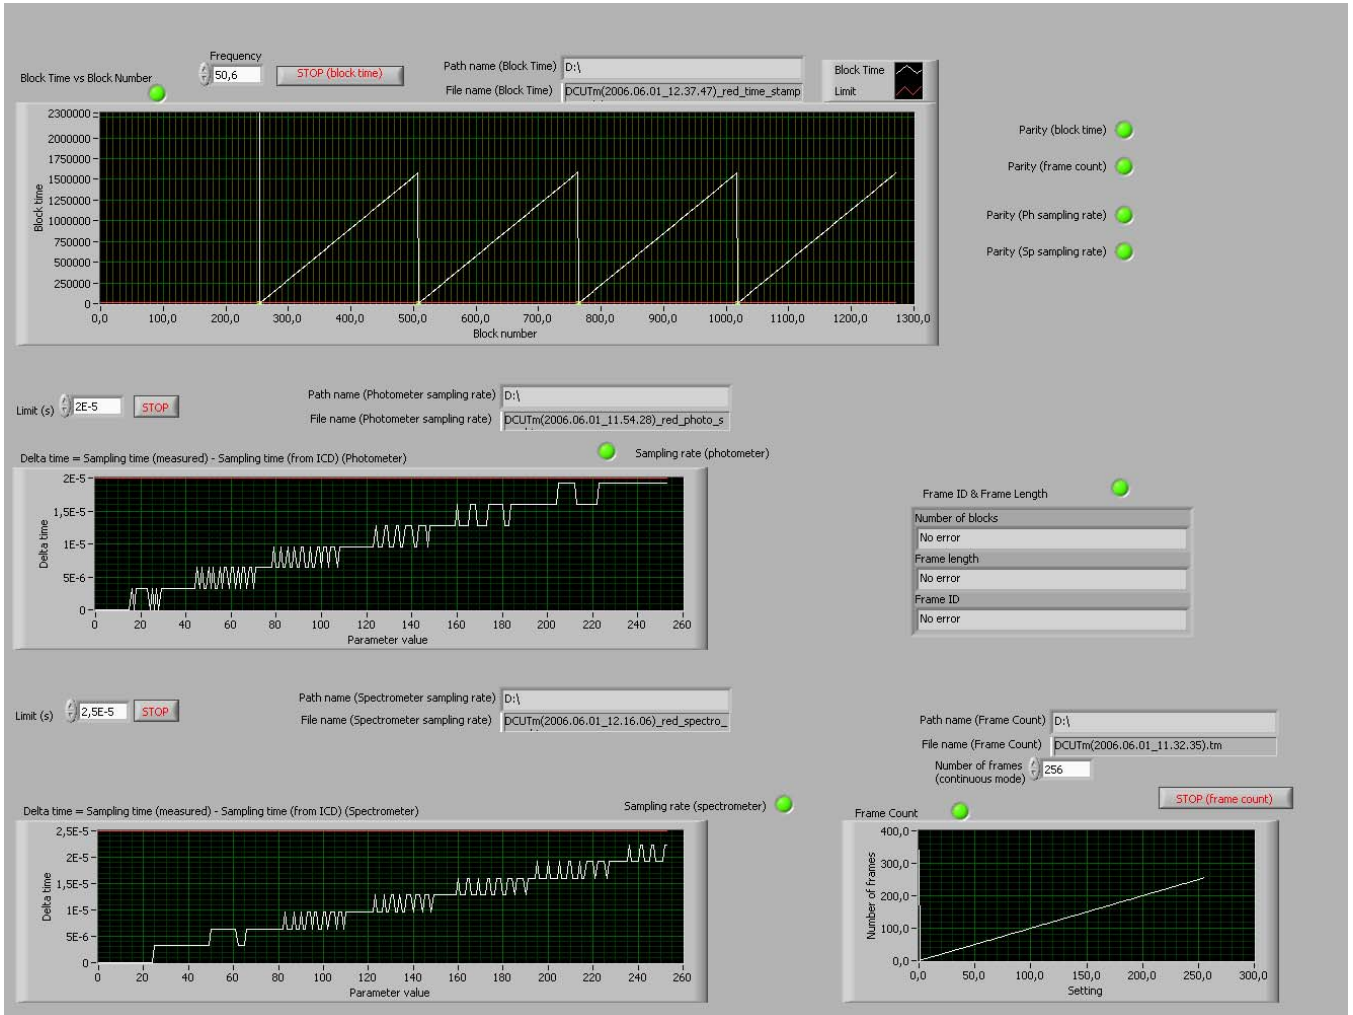 Frequency
Block Time vs Block Number
50,6
STOP (block time)
Path name (Block Time) D:\
File name (Block Time) DCUTm(2006.06.01_12.37.47)_red_time_stamp
Block Time
Limit
2300000
2000000
1750000
1500000
1250000
1000000
750000
500000
250000
0
Block time
0,0 100,0 20,0 300,0 400,0 500,0 600,0 700,0 800,0 900,0 1000,0 1100,0 1200,0 1300,0
Block number
Parity (block time)
Parity (frame count)
Parity (Ph sampling rate)
Parity (Sp sampling rate)
Limit (s) 2E-5 STOP
Path name (Photometer sampling rate) D:\
File name (Photometer sampling rate) DCUTm(2006.06.01_11.54.28)_red_photo_s
Delta time = Sampling time (measured) - Sampling time (from ICD) (Photometer)
Sampling rate (photometer)
2E-5
1,5E-5
1E-5
5E-6
0
Delta time
0 20 40 60 80 100 120 140 160 180 200 220 240 260
Parameter value
Frame ID & Frame Length
Number of blocks
No error
Frame length
No error
Frame ID
No error
Limit (s) 2,5E-5 STOP
Path name (Spectrometer sampling rate) D:\
File name (Spectrometer sampling rate) DCUTm(2006.06.01_12.16.06)_red_spectro_
Delta time = Sampling time (measured) - Sampling time (from ICD) (Spectrometer)
Sampling rate (spectrometer)
2,5E-5
2E-5
1,5E-5
1E-5
5E-6
0
Delta time
0 20 40 60 80 100 120 140 160 180 200 220 240 260
Parameter value
Path name (Frame Count) D:\
File name (Frame Count) DCUTm(2006.06.01_11.32.35).tm
Number of frames
(continuous mode)
256
STOP (frame count)
Frame Count
400,0
300,0
200,0
100,0
0,0
Number of frames
0,0 50,0 100,0 150,0 200,0 250,0 300,0
Setting